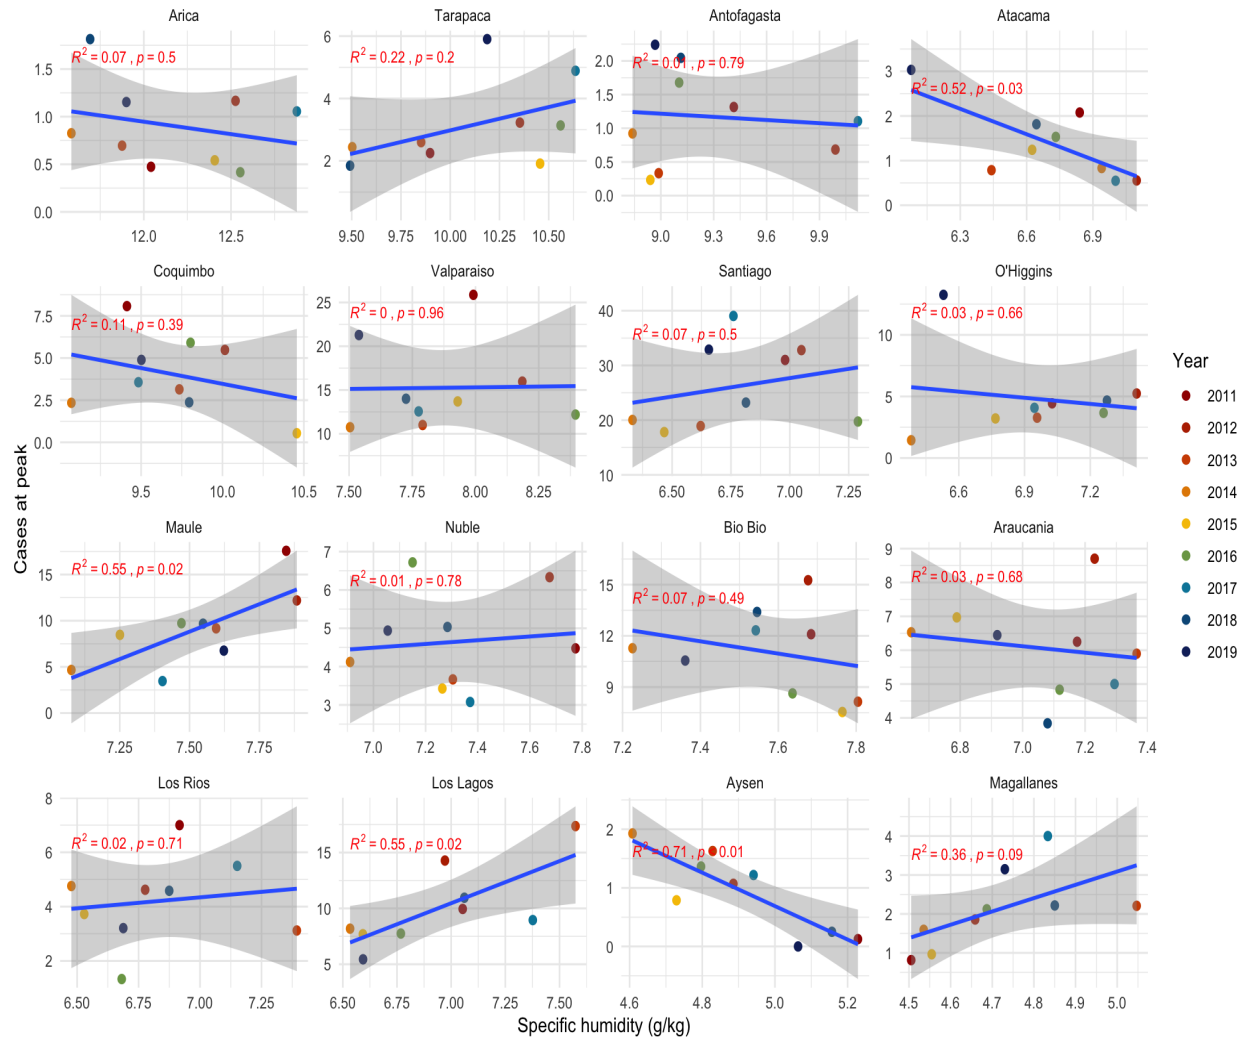 Arica
Tarapaca
Antofagasta
Atacama
R² = 0.07 , p = 0.5
R² = 0.22 , p = 0.2
R² = 0.01 , p = 0.79
R² = 0.52 , p = 0.03
1.5
1.0
0.5
0.0
6
4
2
2.0
1.5
1.0
0.5
0.0
3
2
1
0
12.0 12.5
9.50 9.75 10.00 10.25 10.50
9.0 9.3 9.6 9.9
6.3 6.6 6.9
Coquimbo
Valparaiso
Santiago
O'Higgins
R² = 0.11 , p = 0.39
R² = 0 , p = 0.96
R² = 0.07 , p = 0.5
R² = 0.03 , p = 0.66
7.5
5.0
2.5
0.0
25
20
15
10
40
30
20
10
10
5
0
9.5 10.0 10.5
7.50 7.75 8.00 8.25
6.50 6.75 7.00 7.25
6.6 6.9 7.2
Maule
Nuble
Bio Bio
Araucania
R² = 0.55 , p = 0.02
R² = 0.01 , p = 0.78
R² = 0.07 , p = 0.49
R² = 0.03 , p = 0.68
15
10
5
0
7
6
5
4
3
15
12
9
9
8
7
6
5
4
7.25 7.50 7.75
7.0 7.2 7.4 7.6 7.8
7.2 7.4 7.6 7.8
6.8 7.0 7.2 7.4
Los Rios
Los Lagos
Aysen
Magallanes
R² = 0.02 , p = 0.71
R² = 0.55 , p = 0.02
R² = 0.71 , p 0.01
R² = 0.36 , p = 0.09
8
6
4
2
15
10
5
2
1
0
4
3
2
1
6.50 6.75 7.00 7.25
6.50 6.75 7.00 7.25 7.50
4.6 4.8 5.0 5.2
4.5 4.6 4.7 4.8 4.9 5.0
Cases at peak
Specific humidity (g/kg)
Year
2011
2012
2013
2014
2015
2016
2017
2018
2019